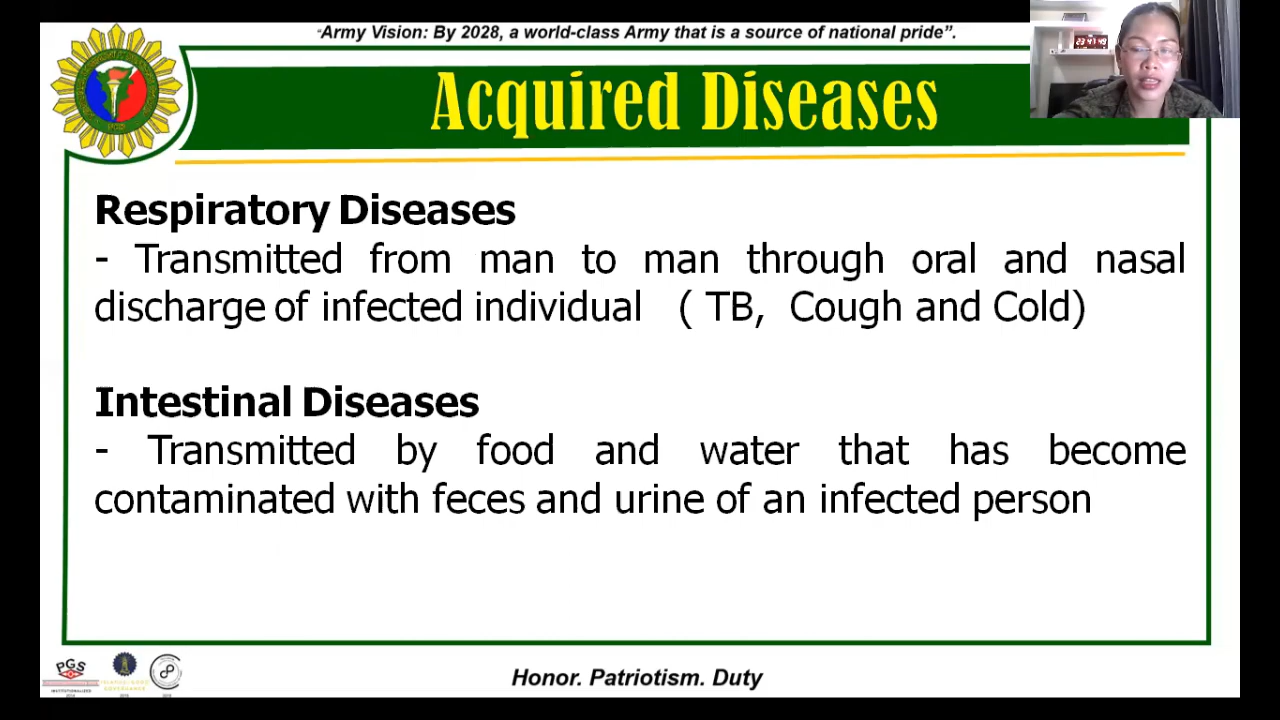 “Army Vision: By 2028, a world-class Army that is a source of national pride”.
Acquired Diseases
Respiratory Diseases
- Transmitted from man to man through oral and nasal
discharge of infected individual ( TB, Cough and Cold)
Intestinal Diseases
- Transmitted by food and water that has become
contaminated with feces and urine of an infected person
PGS
INSTITUTIONALIZED
Honor. Patriotism. Duty